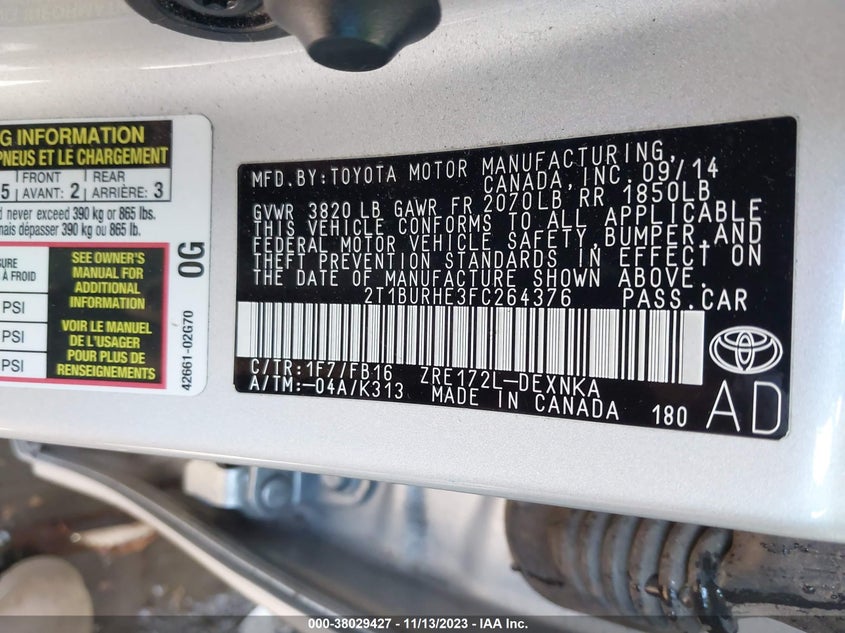 G INFORMATION
PNEUS ET LE CHARGEMENT
5 FRONT REAR
AVANT: 2 ARRIÈRE: 3
d never exceed 390 kg or 865 lbs.
mais dépasser 390 kg ou 865 lb.
SURE
À FROID
PSI
PSI
PSI
SEE OWNER'S
MANUAL FOR
ADDITIONAL
INFORMATION
VOIR LE MANUEL
DE L'USAGER
POUR PLUS DE
RENSEIGNEMENTS
0G
42661-02G70
MFD.BY:TOYOTA MOTOR MANUFACTURING,
CANADA,INC.09/14
GVWR 3820 LB GAWR FR 2070LB,RR 1850LB
THIS VEHICLE CONFORMS TO ALL APPLICABLE
FEDERAL MOTOR VEHICLE SAFETY,BUMPER,AND
THEFT PREVENTION STANDARDS IN EFFECT ON
THE DATE OF MANUFACTURE SHOWN ABOVE.
2T1BURHE3FC264376 PASS.CAR
C/TR:1F7/FB16 ZRE172L-DEXNKA
A/TM:-04A/K313 MADE IN CANADA 180
AD
000-38029427 - 11/13/2023 - IAA Inc.